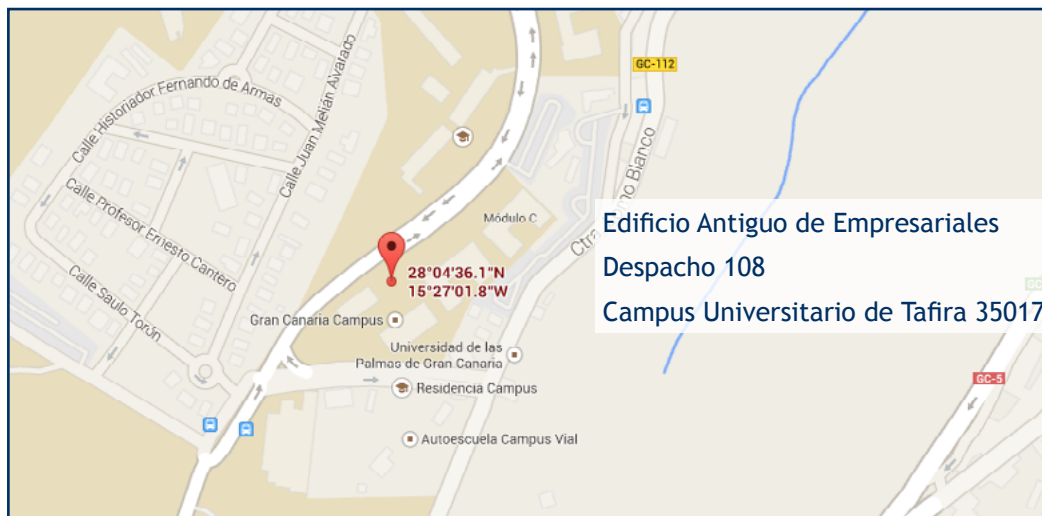 GC-112
Calle Historiador Fernando de Armas
Calle Juan Melián Alvarado
Calle Profesor Ernesto Cantero
Calle Saulo Torún
Módulo C
Blanco
Edificio Antiguo de Empresariales
Despacho 108
Campus Universitario de Tafira 35017
28°04'36.1"N
15°27'01.8"W
Gran Canaria Campus
Universidad de las
Palmas de Gran Canaria
Residencia Campus
GC-5
Autoescuela Campus Vial